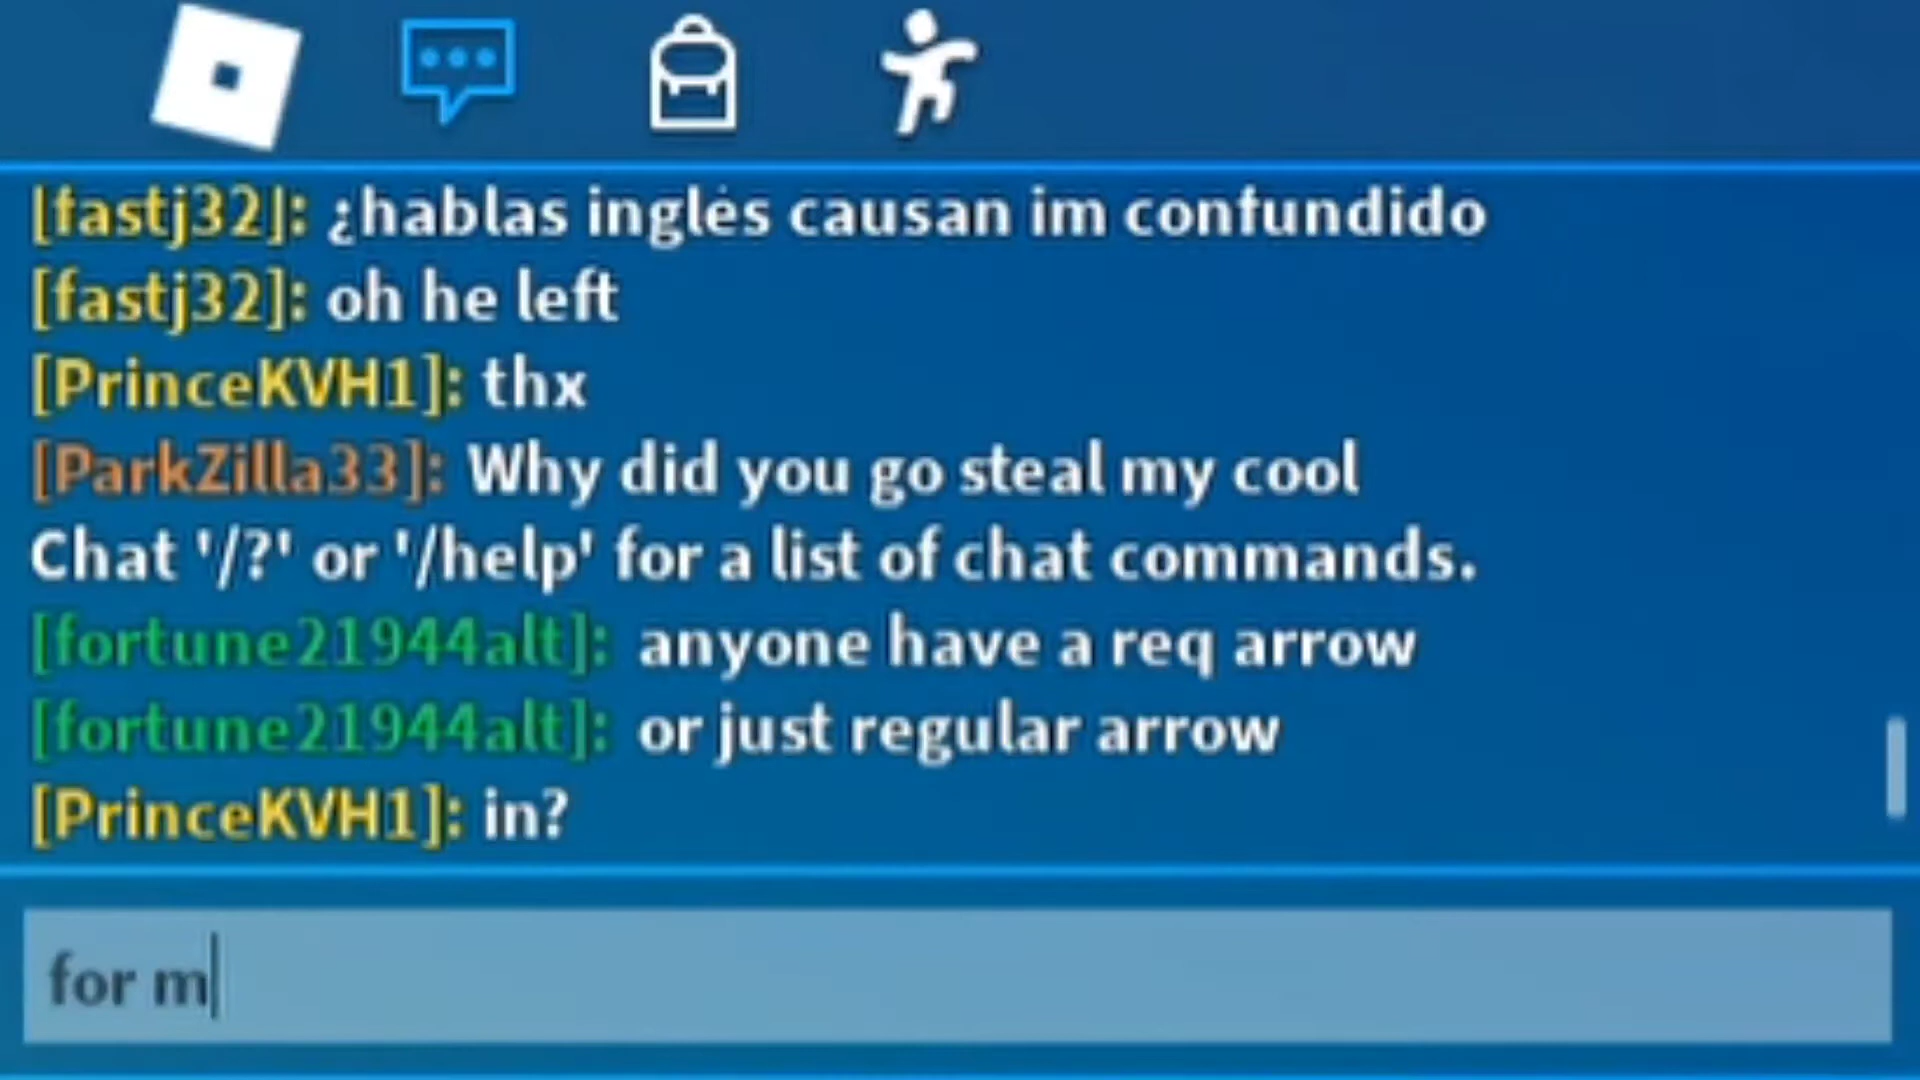 [fastj32]: ¿hablas inglés causan im confundido
[fastj32]: oh he left
[PrinceKVH1]: thx
[ParkZilla33]: Why did you go steal my cool
Chat '/?' or '/help' for a list of chat commands.
[fortune21944alt]: anyone have a req arrow
[fortune21944alt]: or just regular arrow
[PrinceKVH1]: in?
for m